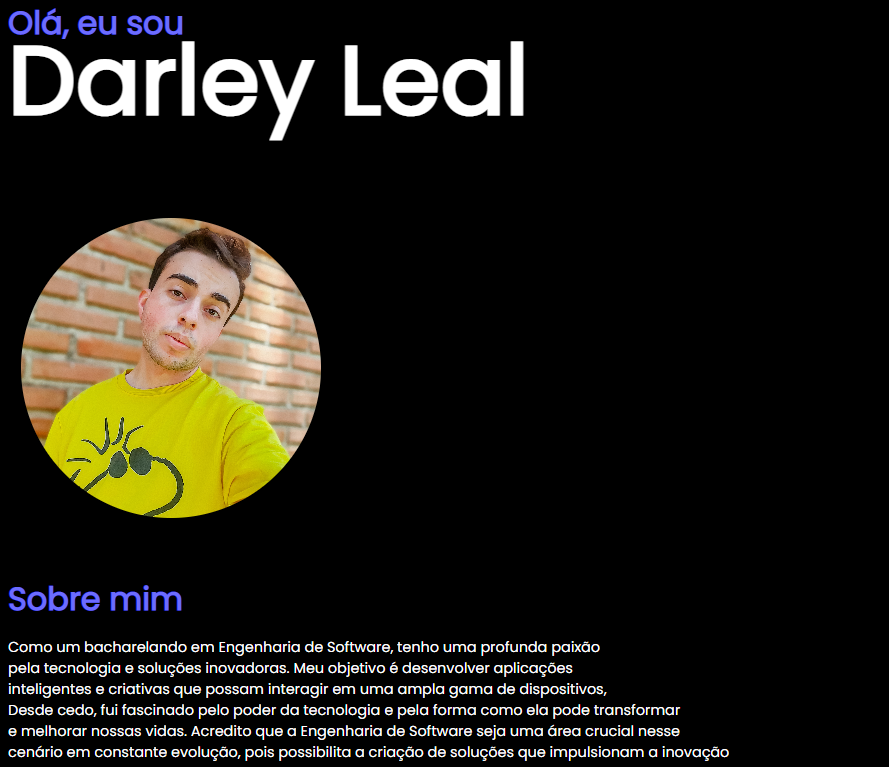 Olá, eu sou
Darley Leal
Sobre mim
Como um bacharelando em Engenharia de Software, tenho uma profunda paixão
pela tecnologia e soluções inovadoras. Meu objetivo é desenvolver aplicações
inteligentes e criativas que possam interagir em uma ampla gama de dispositivos,
Desde cedo, fui fascinado pelo poder da tecnologia e pela forma como ela pode transformar
e melhorar nossas vidas. Acredito que a Engenharia de Software seja uma área crucial nesse
cenário em constante evolução, pois possibilita a criação de soluções que impulsionam a inovação